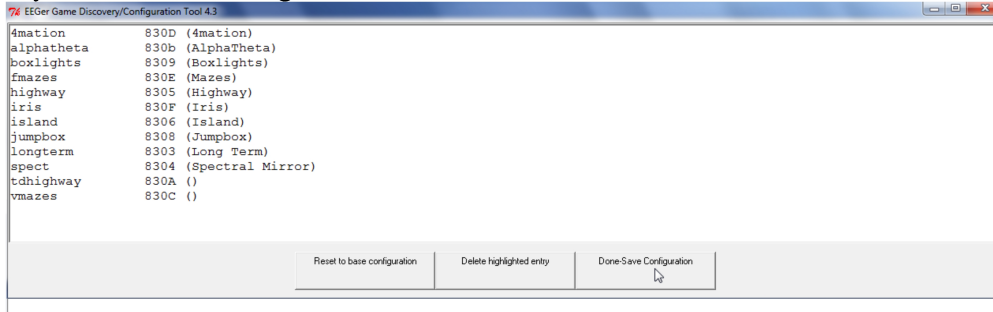 EEGer Game Discovery/Configuration Tool 4.3
4mation 830D (4mation)
alphatheta 830b (AlphaTheta)
boxlights 8309 (Boxlights)
fmazes 830E (Mazes)
highway 8305 (Highway)
iris 830F (Iris)
island 8306 (Island)
jumpbox 8308 (Jumpbox)
longterm 8303 (Long Term)
spect 8304 (Spectral Mirror)
tdhighway 830A ()
vmazes 830C ()
Reset to base configuration Delete highlighted entry Done-Save Configuration